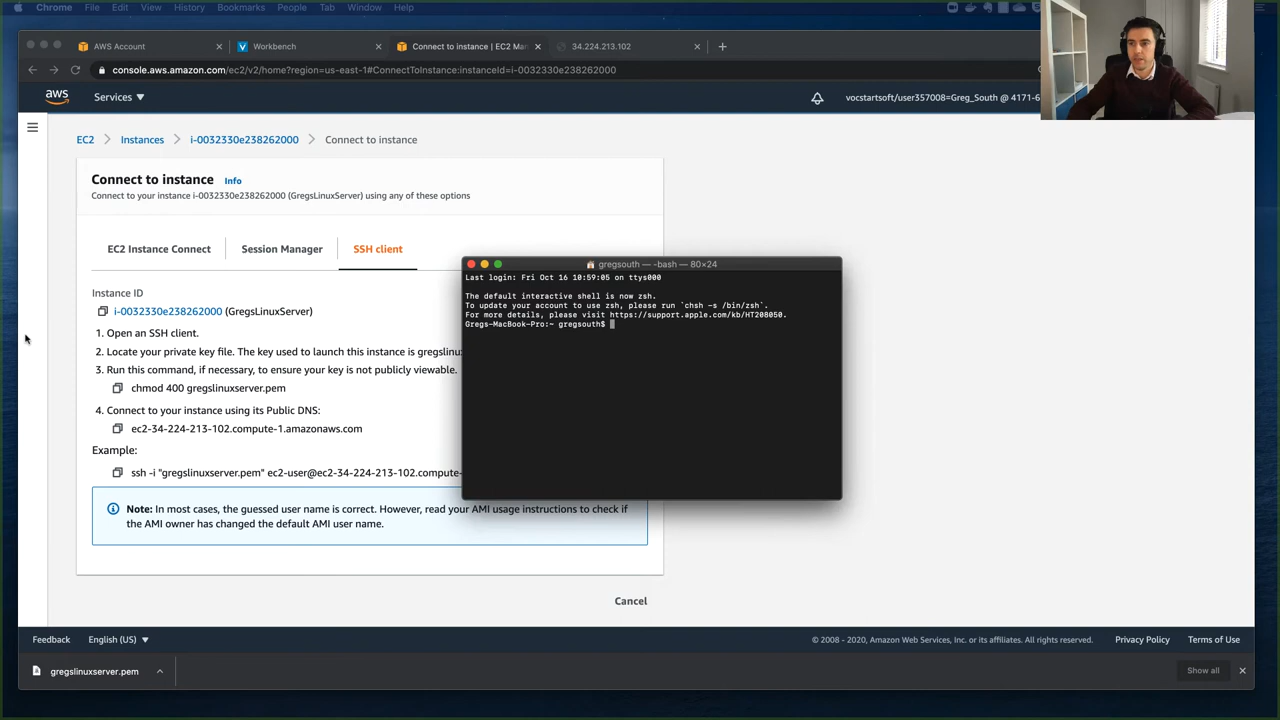 Chrome File Edit View History Bookmarks People Tab Window Help
AWS Account
Workbench
Connect to instance | EC2 Ma
34.224.213.102
console.aws.amazon.com/ec2/v2/home?region=us-east-1#ConnectToInstance:instanceId=i-0032330e238262000
aws
Services
vocstartsoft/user357008=Greg_South @ 4171-6
EC2 > Instances > i-0032330e238262000 > Connect to instance
Connect to instance Info
Connect to your instance i-0032330e238262000 (GregsLinuxServer) using any of these options
EC2 Instance Connect
Session Manager
SSH client
Instance ID
i-0032330e238262000 (GregsLinuxServer)
1. Open an SSH client.
2. Locate your private key file. The key used to launch this instance is gregslinu
3. Run this command, if necessary, to ensure your key is not publicly viewable.
chmod 400 gregslinuxserver.pem
4. Connect to your instance using its Public DNS:
ec2-34-224-213-102.compute-1.amazonaws.com
Example:
ssh -i "gregslinuxserver.pem" ec2-user@ec2-34-224-213-102.compute-
Note: In most cases, the guessed user name is correct. However, read your AMI usage instructions to check if
the AMI owner has changed the default AMI user name.
Cancel
gregsouth — -bash — 80×24
Last login: Fri Oct 16 10:59:05 on ttys000
The default interactive shell is now zsh.
To update your account to use zsh, please run `chsh -s /bin/zsh`.
For more details, please visit https://support.apple.com/kb/HT208050.
Gregs-MacBook-Pro:~ gregsouth$
Feedback
English (US)
© 2008 - 2020, Amazon Web Services, Inc. or its affiliates. All rights reserved.
Privacy Policy
Terms of Use
gregslinuxserver.pem
Show all